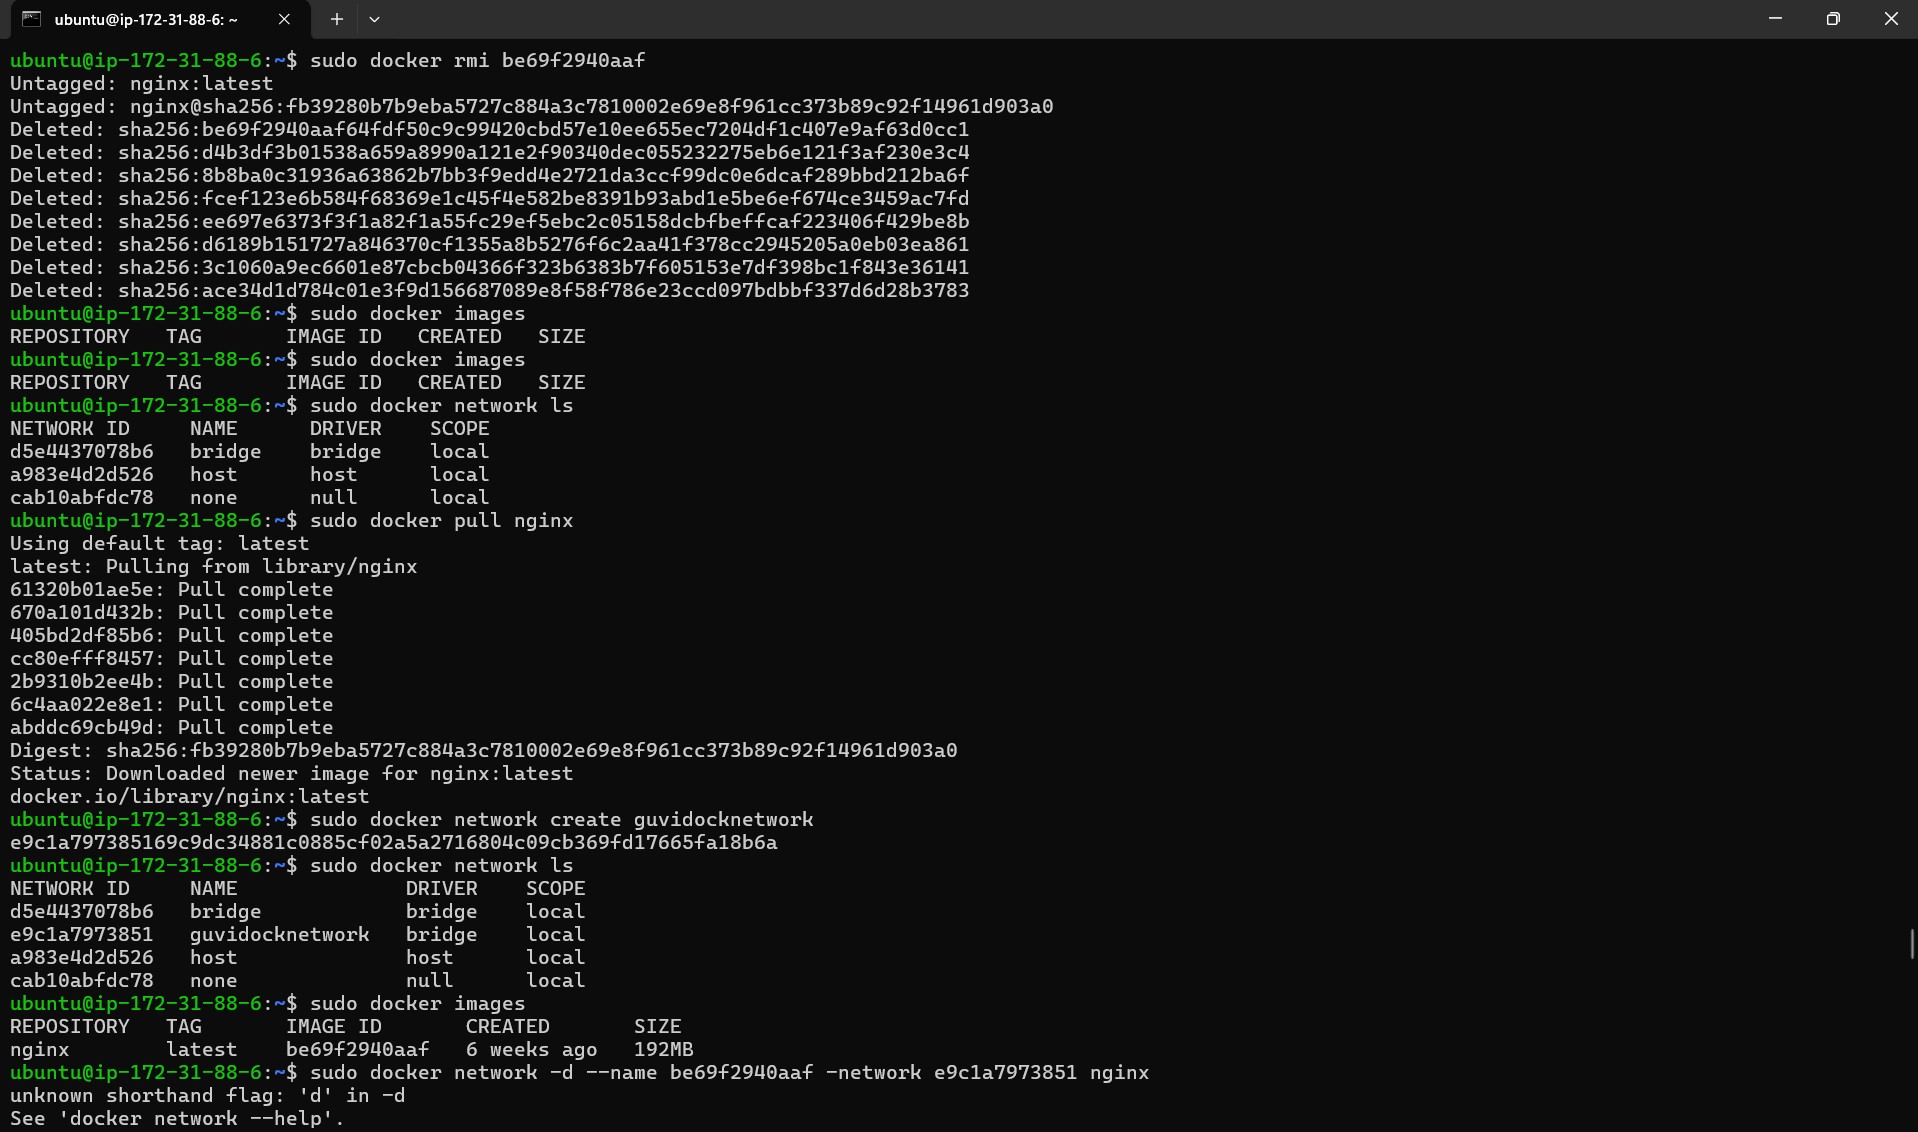 ubuntu@ip-172-31-88-6: ~
ubuntu@ip-172-31-88-6:~$ sudo docker rmi be69f2940aaf
Untagged: nginx:latest
Untagged: nginx@sha256:fb39280b7b9eba5727c884a3c7810002e69e8f961cc373b89c92f14961d903a0
Deleted: sha256:be69f2940aaf64fdf50c9c99420cbd57e10ee655ec7204df1c407e9af63d0cc1
Deleted: sha256:d4b3df3b01538a659a8990a121e2f90340dec055232275eb6e121f3af230e3c4
Deleted: sha256:8b8ba0c31936a63862b7bb3f9edd4e2721da3ccf99dc0e6dcaf289bbd212ba6f
Deleted: sha256:fcef123e6b584f68369e1c45f4e582be8391b93abd1e5be6ef674ce3459ac7fd
Deleted: sha256:ee697e6373f3f1a82f1a55fc29ef5ebc2c05158dcbfbeffcaf223406f429be8b
Deleted: sha256:d6189b151727a846370cf1355a8b5276f6c2aa41f378cc2945205a0eb03ea861
Deleted: sha256:3c1060a9ec6601e87cbcb04366f323b6383b7f605153e7df398bc1f843e36141
Deleted: sha256:ace34d1d784c01e3f9d156687089e8f58f786e23ccd097bdbbf337d6d28b3783
ubuntu@ip-172-31-88-6:~$ sudo docker images
REPOSITORY   TAG       IMAGE ID   CREATED   SIZE
ubuntu@ip-172-31-88-6:~$ sudo docker images
REPOSITORY   TAG       IMAGE ID   CREATED   SIZE
ubuntu@ip-172-31-88-6:~$ sudo docker network ls
NETWORK ID     NAME      DRIVER    SCOPE
d5e4437078b6   bridge    bridge    local
a983e4d2d526   host      host      local
cab10abfdc78   none      null      local
ubuntu@ip-172-31-88-6:~$ sudo docker pull nginx
Using default tag: latest
latest: Pulling from library/nginx
61320b01ae5e: Pull complete
670a101d432b: Pull complete
405bd2df85b6: Pull complete
cc80efff8457: Pull complete
2b9310b2ee4b: Pull complete
6c4aa022e8e1: Pull complete
abddc69cb49d: Pull complete
Digest: sha256:fb39280b7b9eba5727c884a3c7810002e69e8f961cc373b89c92f14961d903a0
Status: Downloaded newer image for nginx:latest
docker.io/library/nginx:latest
ubuntu@ip-172-31-88-6:~$ sudo docker network create guvidocknetwork
e9c1a797385169c9dc34881c0885cf02a5a2716804c09cb369fd17665fa18b6a
ubuntu@ip-172-31-88-6:~$ sudo docker network ls
NETWORK ID     NAME              DRIVER    SCOPE
d5e4437078b6   bridge            bridge    local
e9c1a7973851   guvidocknetwork   bridge    local
a983e4d2d526   host              host      local
cab10abfdc78   none              null      local
ubuntu@ip-172-31-88-6:~$ sudo docker images
REPOSITORY   TAG       IMAGE ID       CREATED       SIZE
nginx        latest    be69f2940aaf   6 weeks ago   192MB
ubuntu@ip-172-31-88-6:~$ sudo docker network -d --name be69f2940aaf -network e9c1a7973851 nginx
unknown shorthand flag: 'd' in -d
See 'docker network --help'.